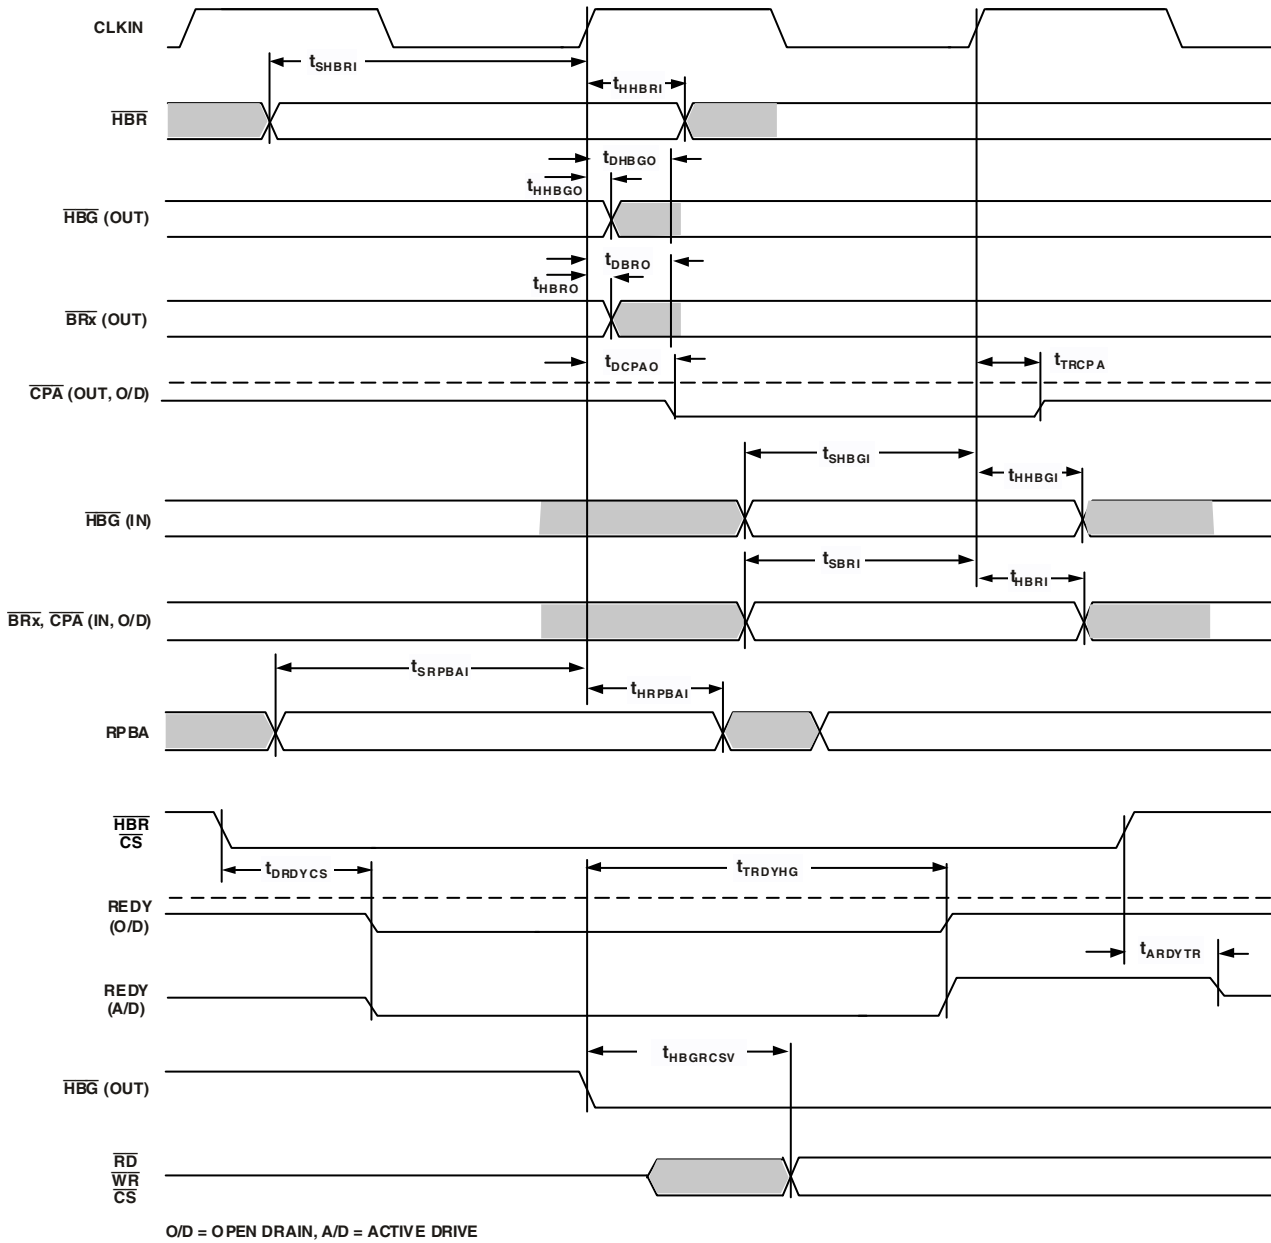 CLKIN
tSHBRI
tHHBRI
HBR
tDHBGO
tHHBGO
HBG (OUT)
tDBRO
tHBRO
BRx (OUT)
tDCPAO
tTRCPA
CPA (OUT, O/D)
tSHBGI
tHHBGI
HBG (IN)
tSBRI
tHBRI
BRx, CPA (IN, O/D)
tSRPBAI
tHRPBAI
RPBA
HBR
CS
tDRDYCS
tTRDYHG
REDY
(O/D)
tARDYTR
REDY
(A/D)
tHBGRCSV
HBG (OUT)
RD
WR
CS
O/D = OPEN DRAIN, A/D = ACTIVE DRIVE